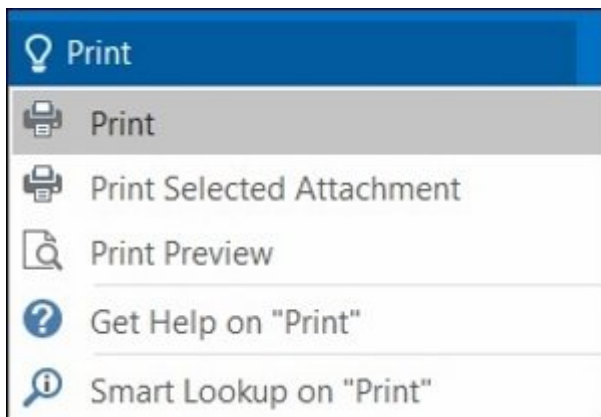 Print
Print
Print Selected Attachment
Print Preview
Get Help on "Print"
Smart Lookup on "Print"